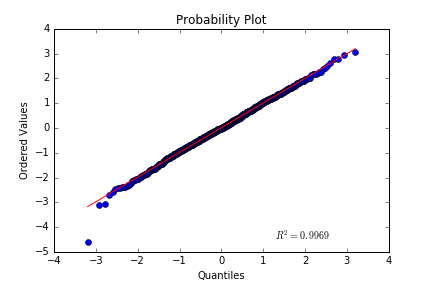 Probability Plot
4
3
2
1
0
−1
−2
−3
−4
−5
Ordered Values
R² = 0.9969
−4 −3 −2 −1 0 1 2 3 4
Quantiles